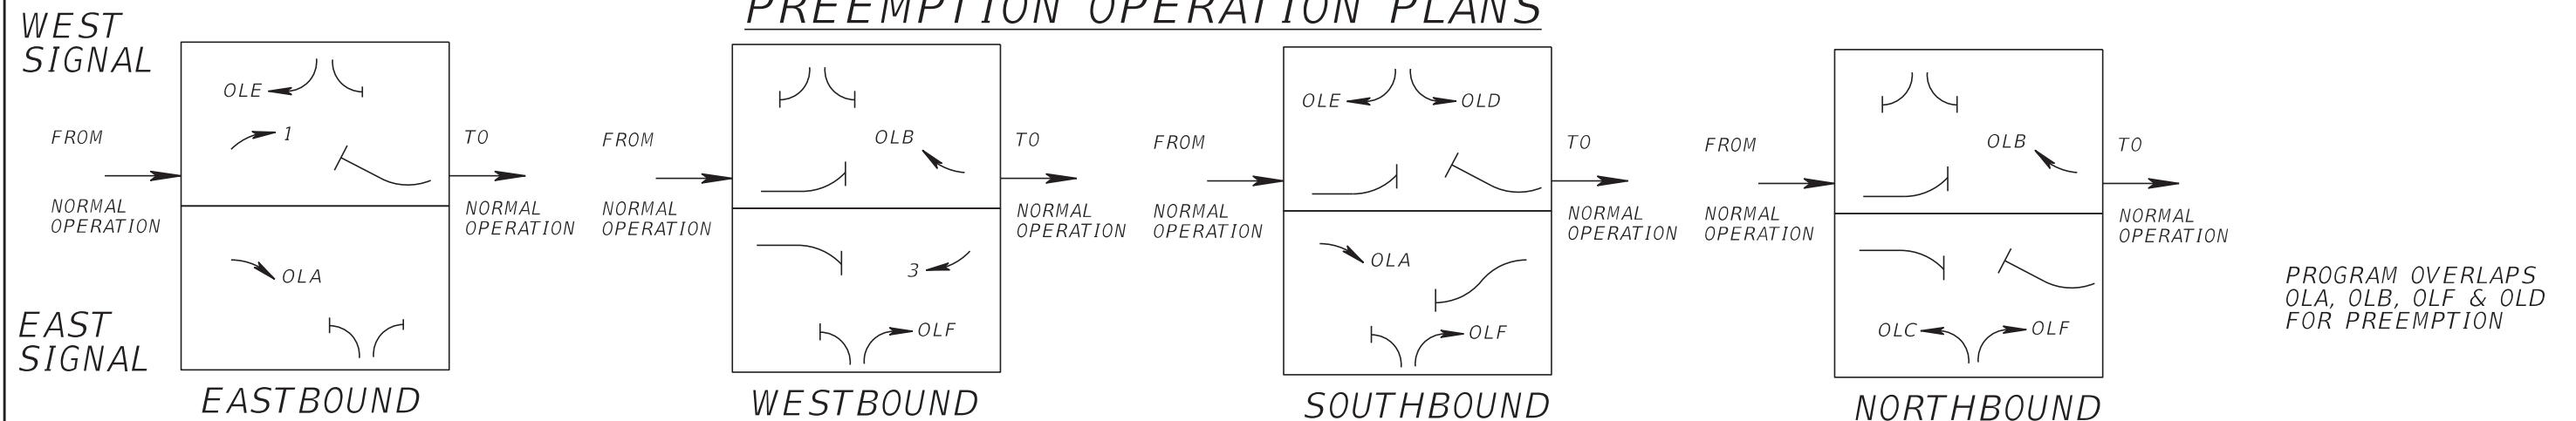 PREEMPTION OPERATION PLANS
WEST
SIGNAL
EAST
SIGNAL
FROM
NORMAL
OPERATION
OLE
1
OLA
TO
NORMAL
OPERATION
EASTBOUND
FROM
NORMAL
OPERATION
OLB
3
OLF
TO
NORMAL
OPERATION
WESTBOUND
FROM
NORMAL
OPERATION
OLE
OLD
OLA
OLF
TO
NORMAL
OPERATION
SOUTHBOUND
FROM
NORMAL
OPERATION
OLB
OLC
OLF
TO
NORMAL
OPERATION
NORTHBOUND
PROGRAM OVERLAPS
OLA, OLB, OLF & OLD
FOR PREEMPTION